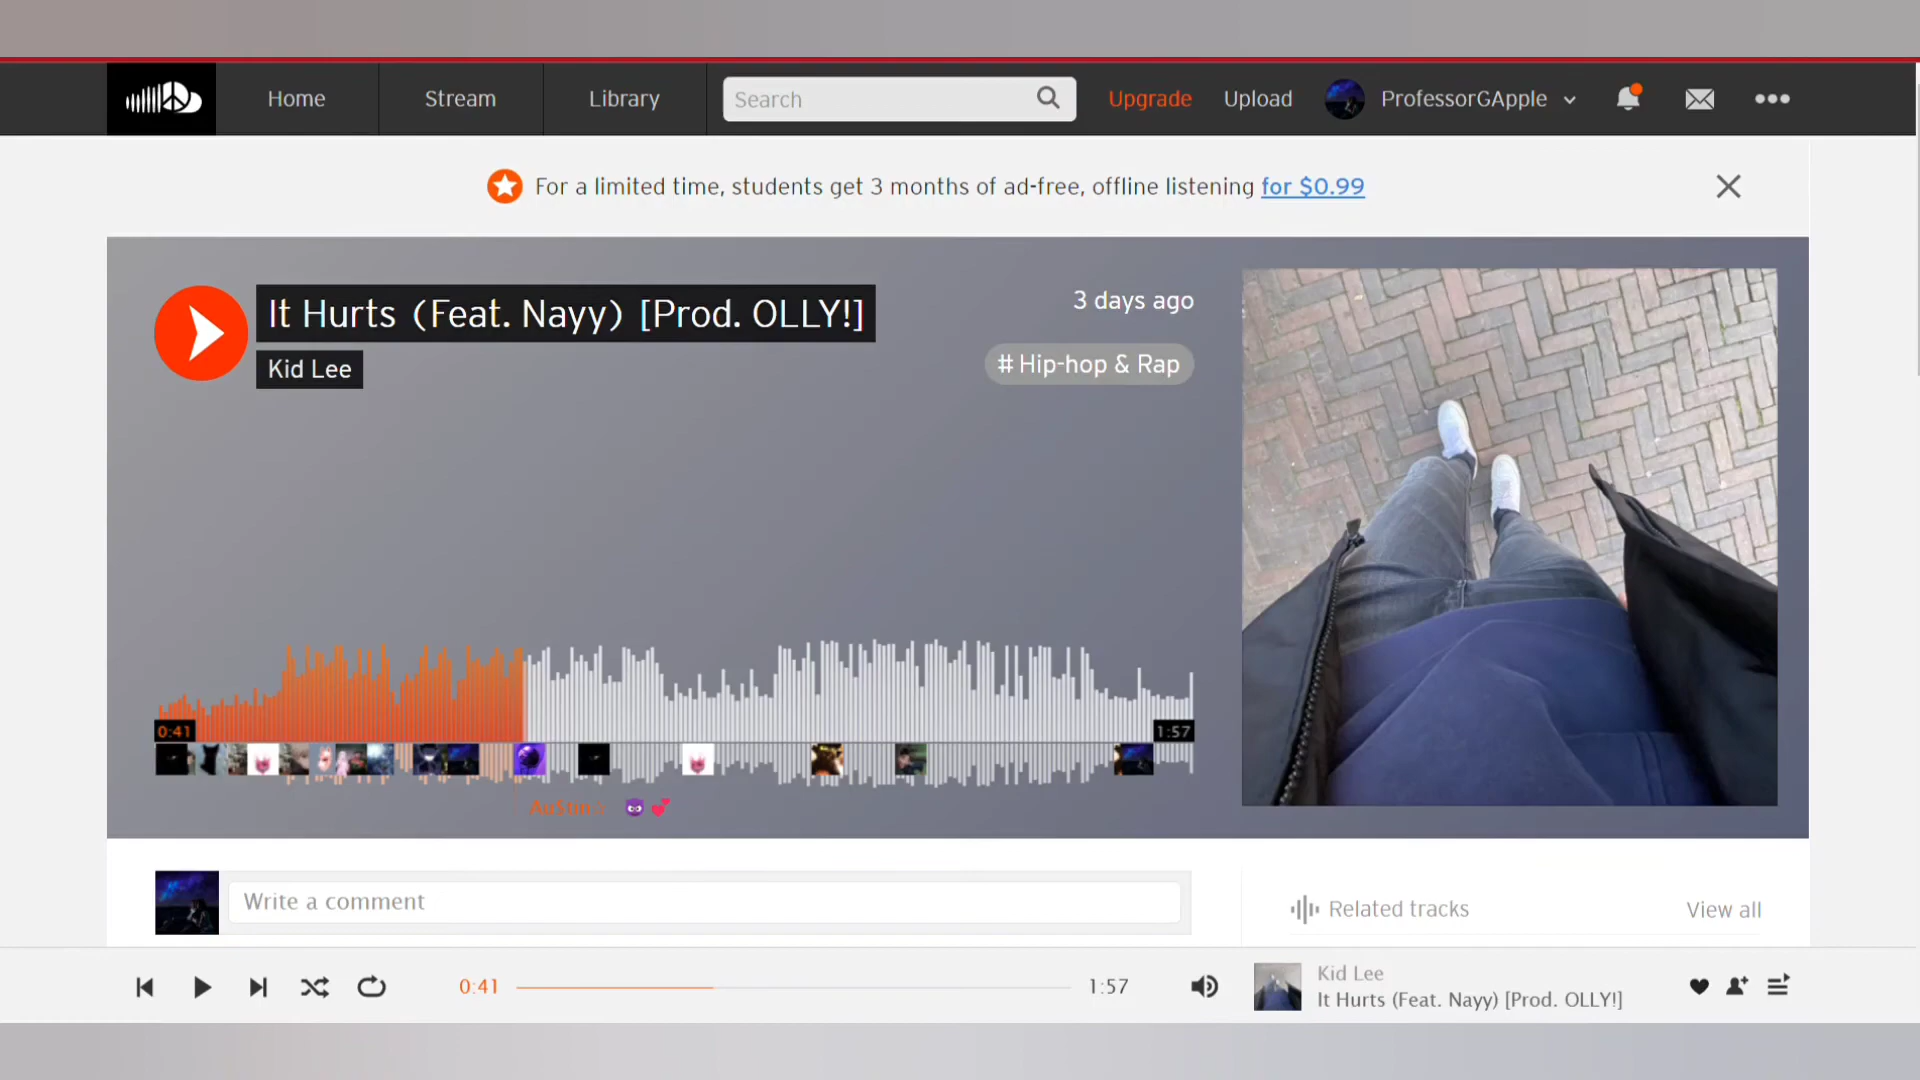 Home
Stream
Library
Search
Upgrade
Upload
ProfessorGApple
For a limited time, students get 3 months of ad-free, offline listening for $0.99
It Hurts (Feat. Nayy) [Prod. OLLY!]
3 days ago
Kid Lee
# Hip-hop & Rap
0:41
1:57
Write a comment
Related tracks
View all
0:41
1:57
Kid Lee
It Hurts (Feat. Nayy) [Prod. OLLY!]